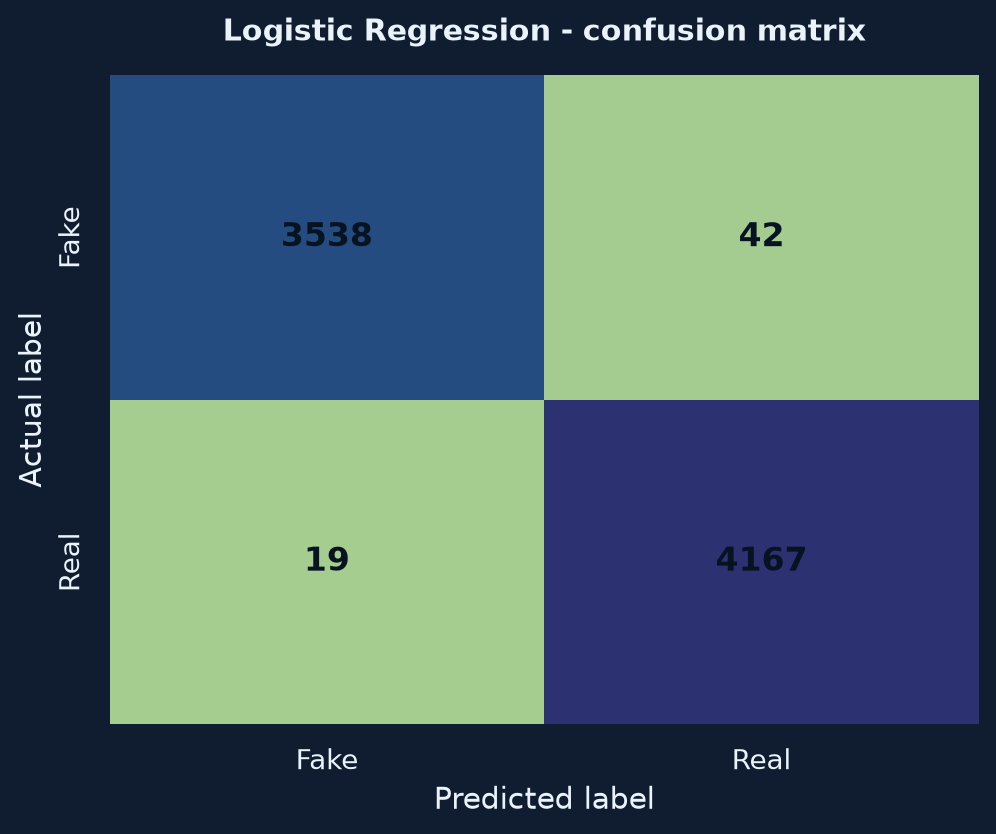 Logistic Regression - confusion matrix
Actual label
Fake
3538
42
Real
19
4167
Fake
Real
Predicted label